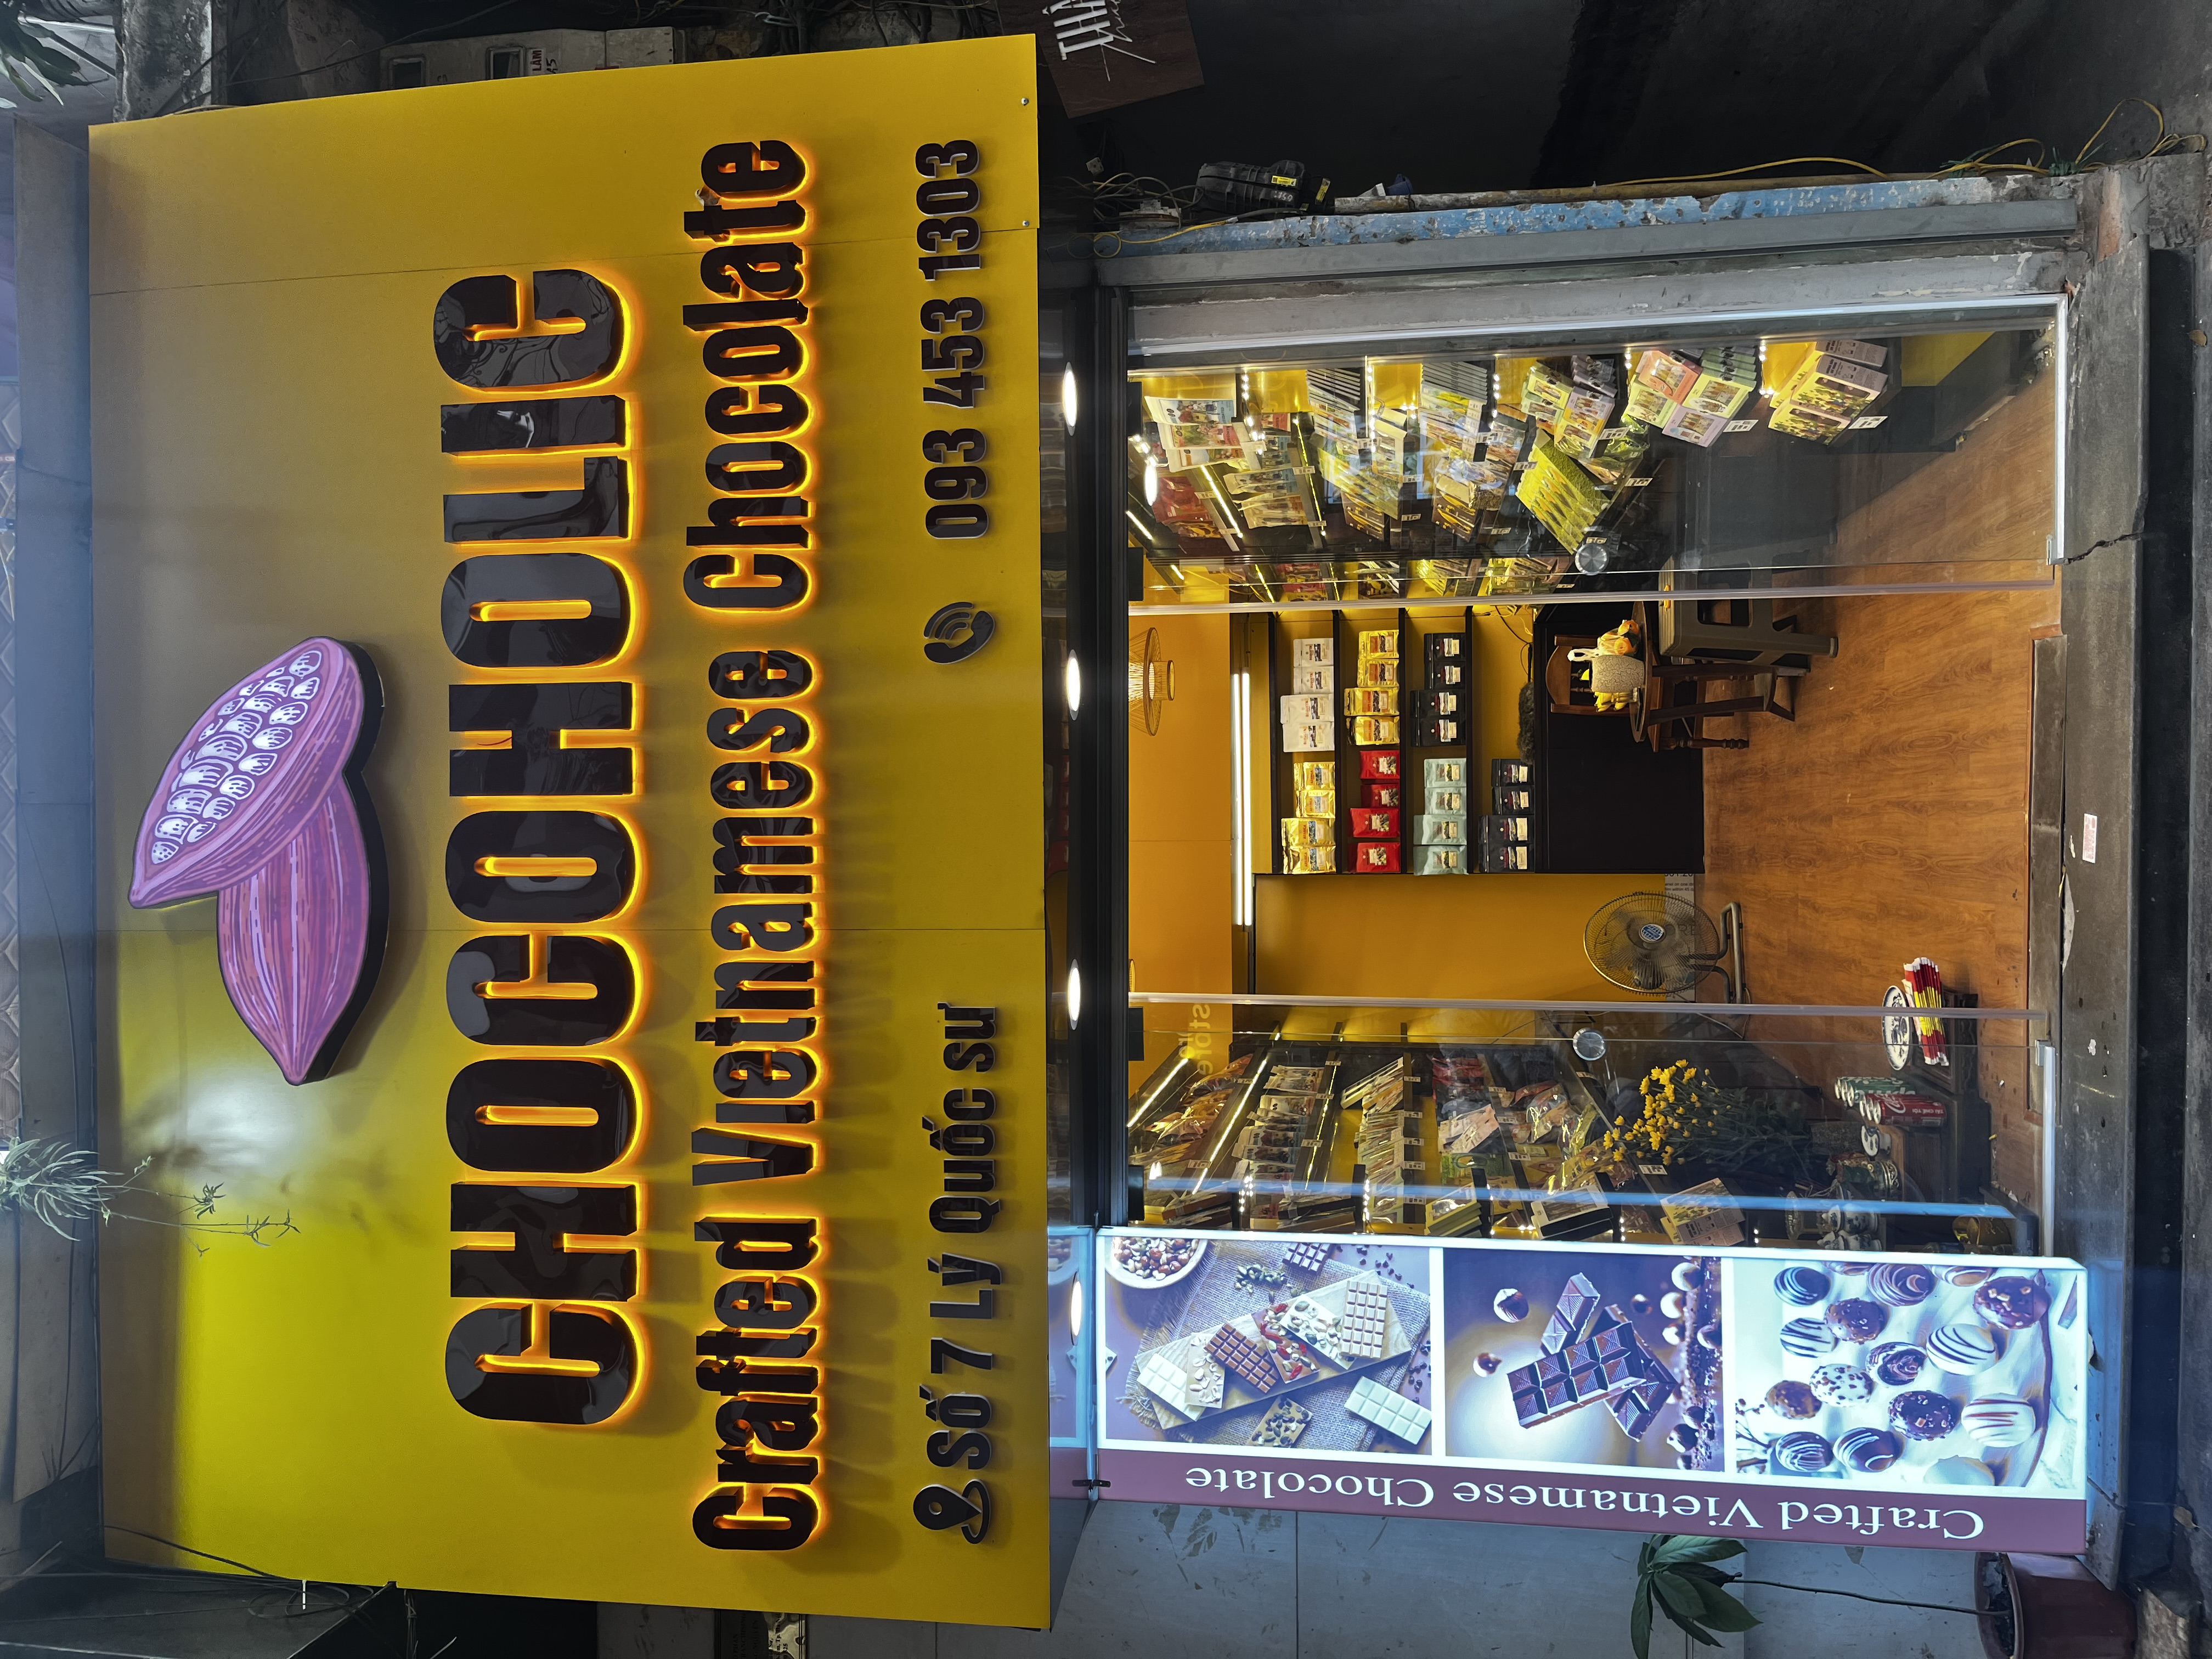 CHOCOHOLIC
Crafted Vietnamese Chocolate
Số 7 Lý Quốc sư
093 453 1303
Crafted Vietnamese Chocolate